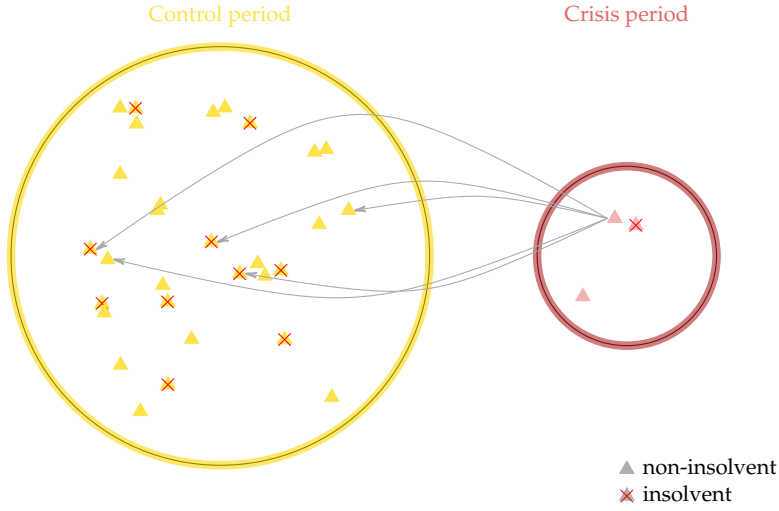 Control period
Crisis period
non-insolvent
insolvent